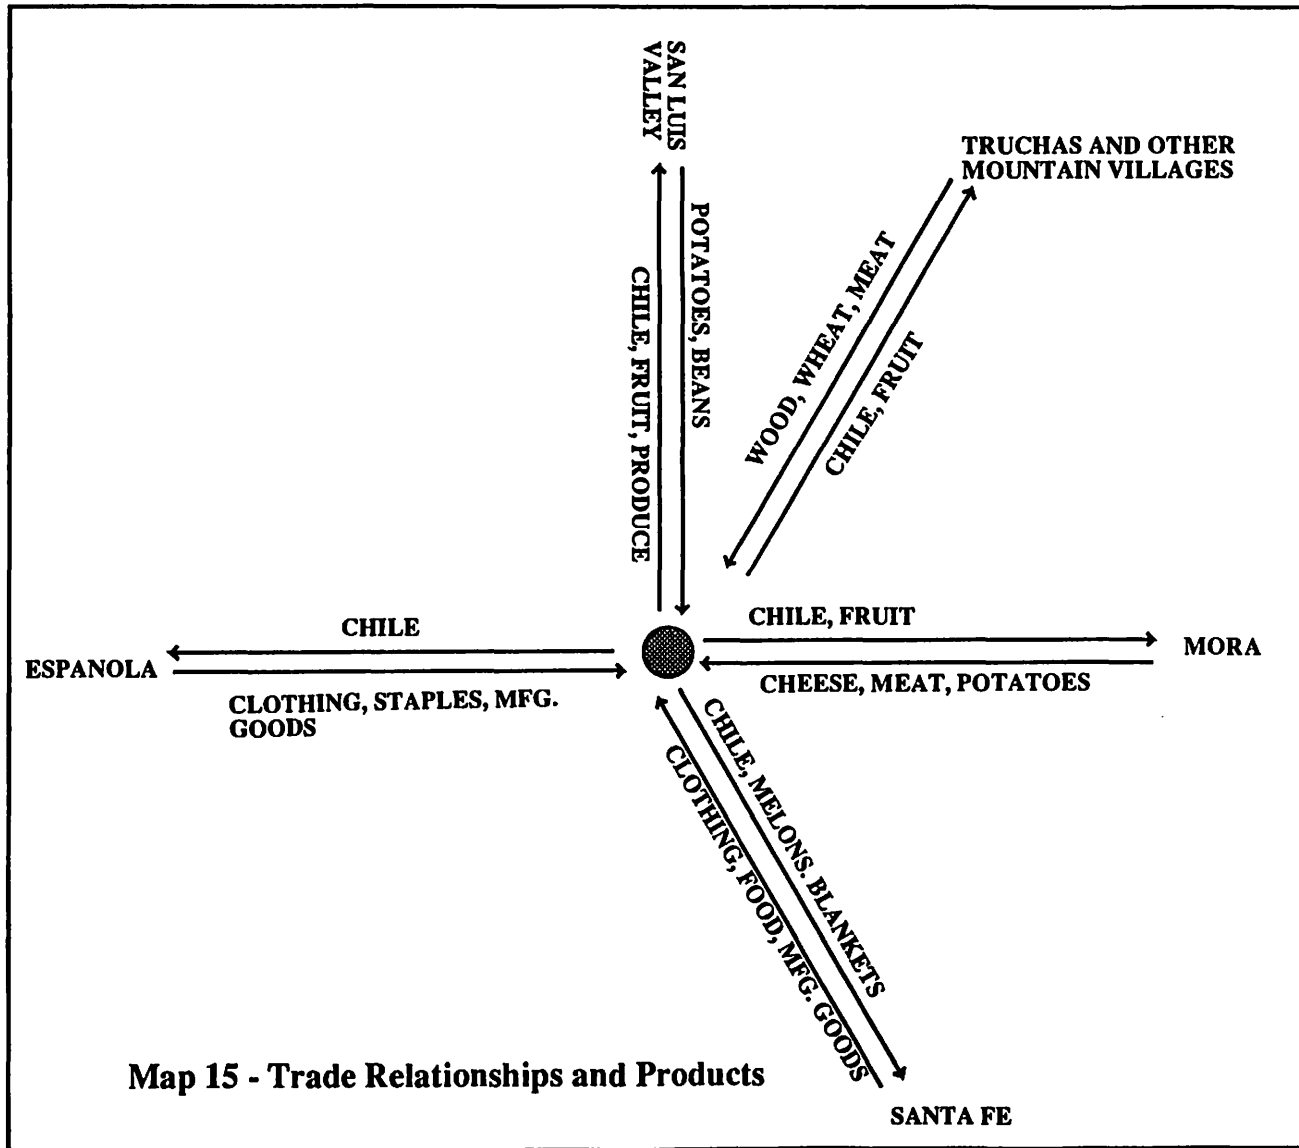 SAN LUIS
VALLEY
TRUCHAS AND OTHER
MOUNTAIN VILLAGES
CHILE, FRUIT, PRODUCE
POTATOES, BEANS
WOOD, WHEAT, MEAT
CHILE, FRUIT
CHILE
ESPANOLA
CLOTHING, STAPLES, MFG.
GOODS
CHILE, FRUIT
MORA
CHEESE, MEAT, POTATOES
CHILE, MELONS. BLANKETS
CLOTHING, FOOD, MFG. GOODS
Map 15 - Trade Relationships and Products
SANTA FE